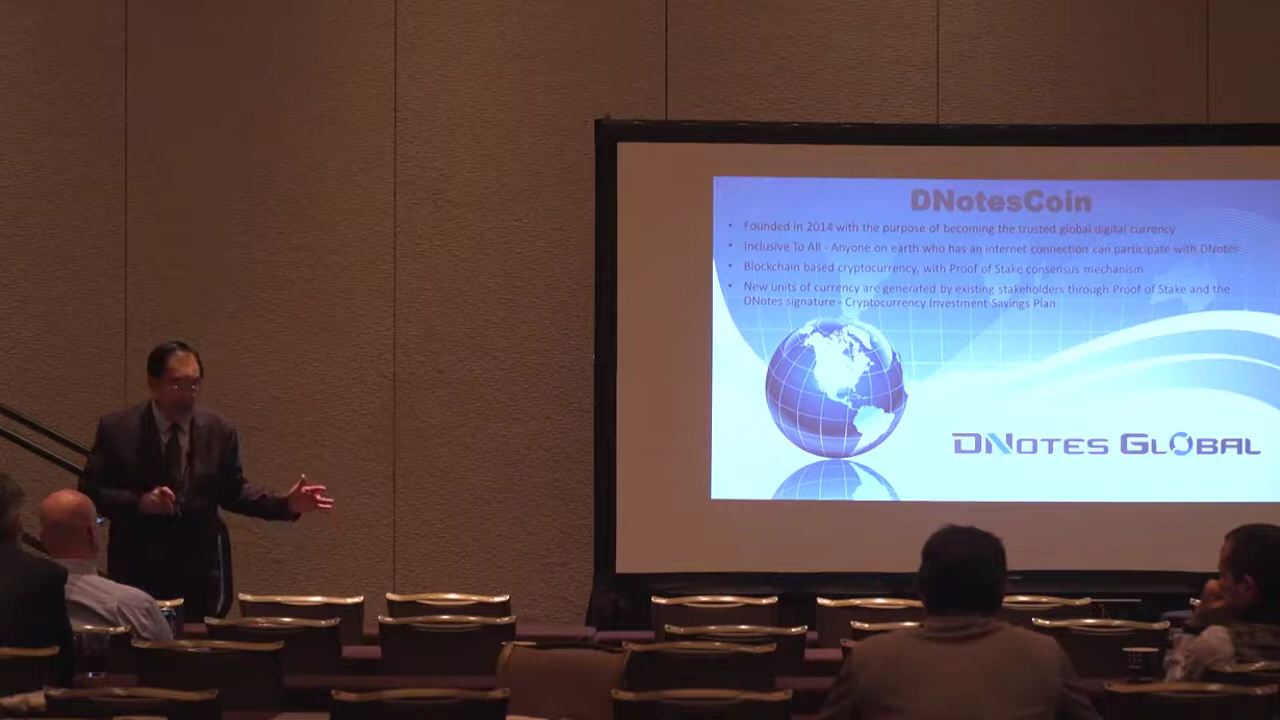 DNotesCoin
• Founded in 2014 with the purpose of becoming the trusted global digital currency
• Inclusive To All - Anyone on earth who has an internet connection can participate with DNotes
• Blockchain based cryptocurrency, with Proof of Stake consensus mechanism
• New units of currency are generated by existing stakeholders through Proof of Stake and the
DNotes signature - Cryptocurrency Investment Savings Plan
DNOTES GLOBAL